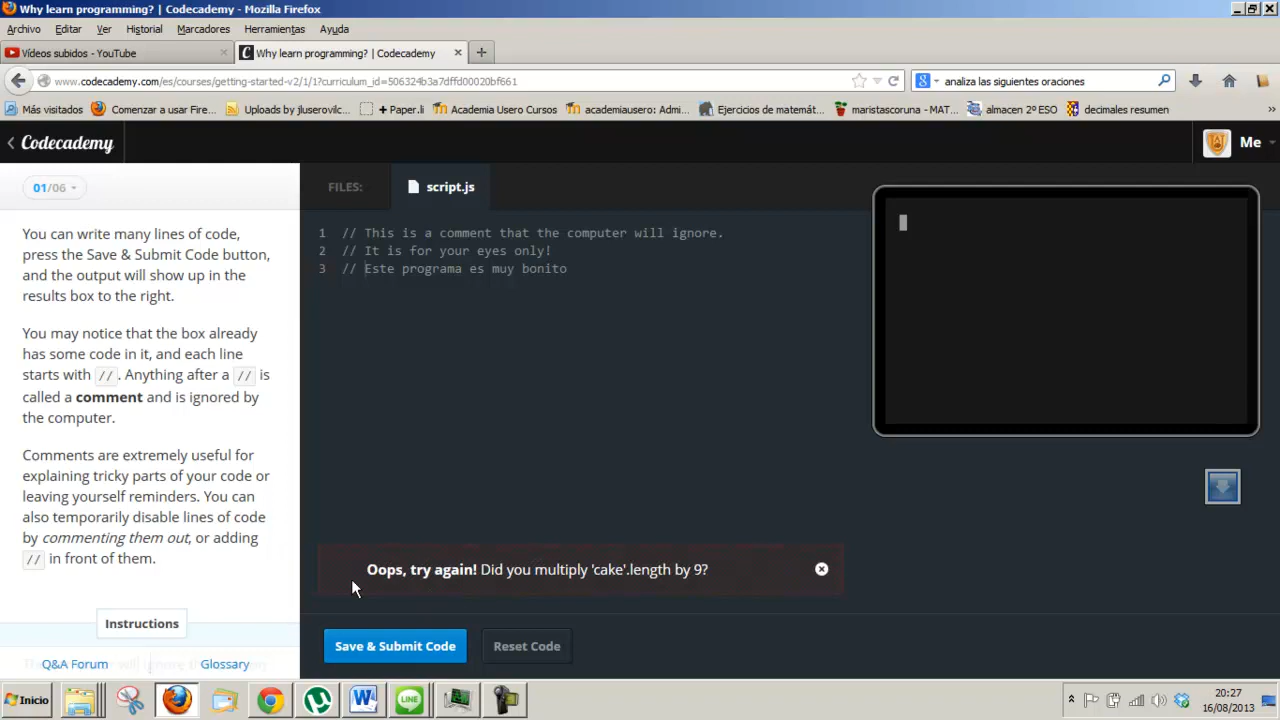 Why learn programming? | Codecademy - Mozilla Firefox
Archivo Editar Ver Historial Marcadores Herramientas Ayuda
Vídeos subidos - YouTube
Why learn programming? | Codecademy
www.codecademy.com/es/courses/getting-started-v2/1/1?curriculum_id=506324b3a7dffd00020bf661
analiza las siguientes oraciones
Más visitados Comenzar a usar Fire... Uploads by jluserovilc... + Paper.li Academia Usero Cursos academiausero: Admi... Ejercicios de matemát... maristascoruna - MAT... almacen 2º ESO decimales resumen »
Codecademy
Me
01/06
FILES:
script.js
You can write many lines of code,
press the Save & Submit Code button,
and the output will show up in the
results box to the right.
You may notice that the box already
has some code in it, and each line
starts with //. Anything after a // is
called a comment and is ignored by
the computer.
Comments are extremely useful for
explaining tricky parts of your code or
leaving yourself reminders. You can
also temporarily disable lines of code
by commenting them out, or adding
// in front of them.
Instructions
Q&A Forum
Glossary
1 // This is a comment that the computer will ignore.
2 // It is for your eyes only!
3 // Este programa es muy bonito
Oops, try again! Did you multiply 'cake'.length by 9?
Save & Submit Code
Reset Code
Inicio
LINE
20:27
16/08/2013